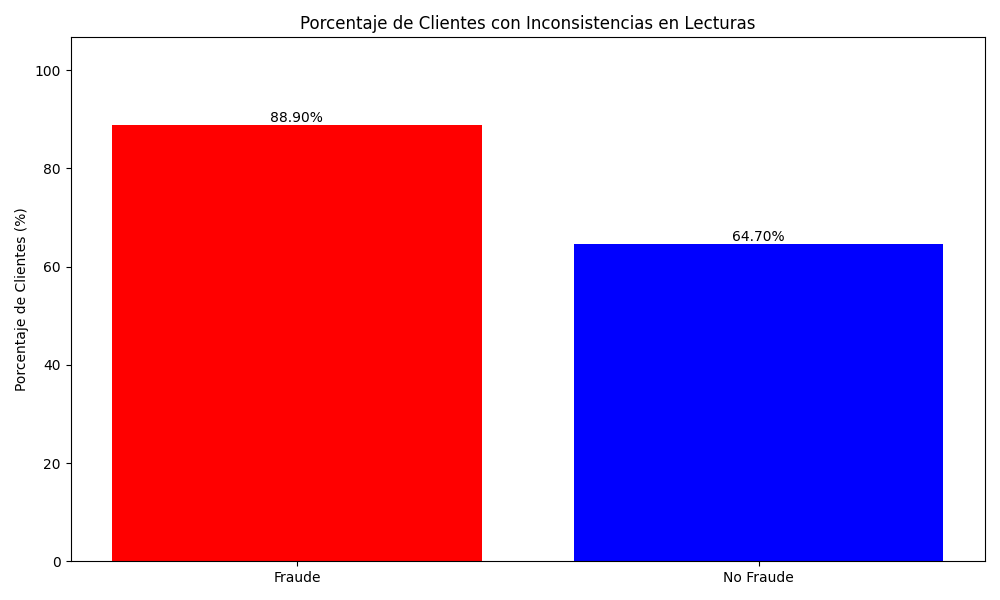 Porcentaje de Clientes con Inconsistencias en Lecturas
Porcentaje de Clientes (%)
100
80
60
40
20
0
88.90%
64.70%
Fraude
No Fraude